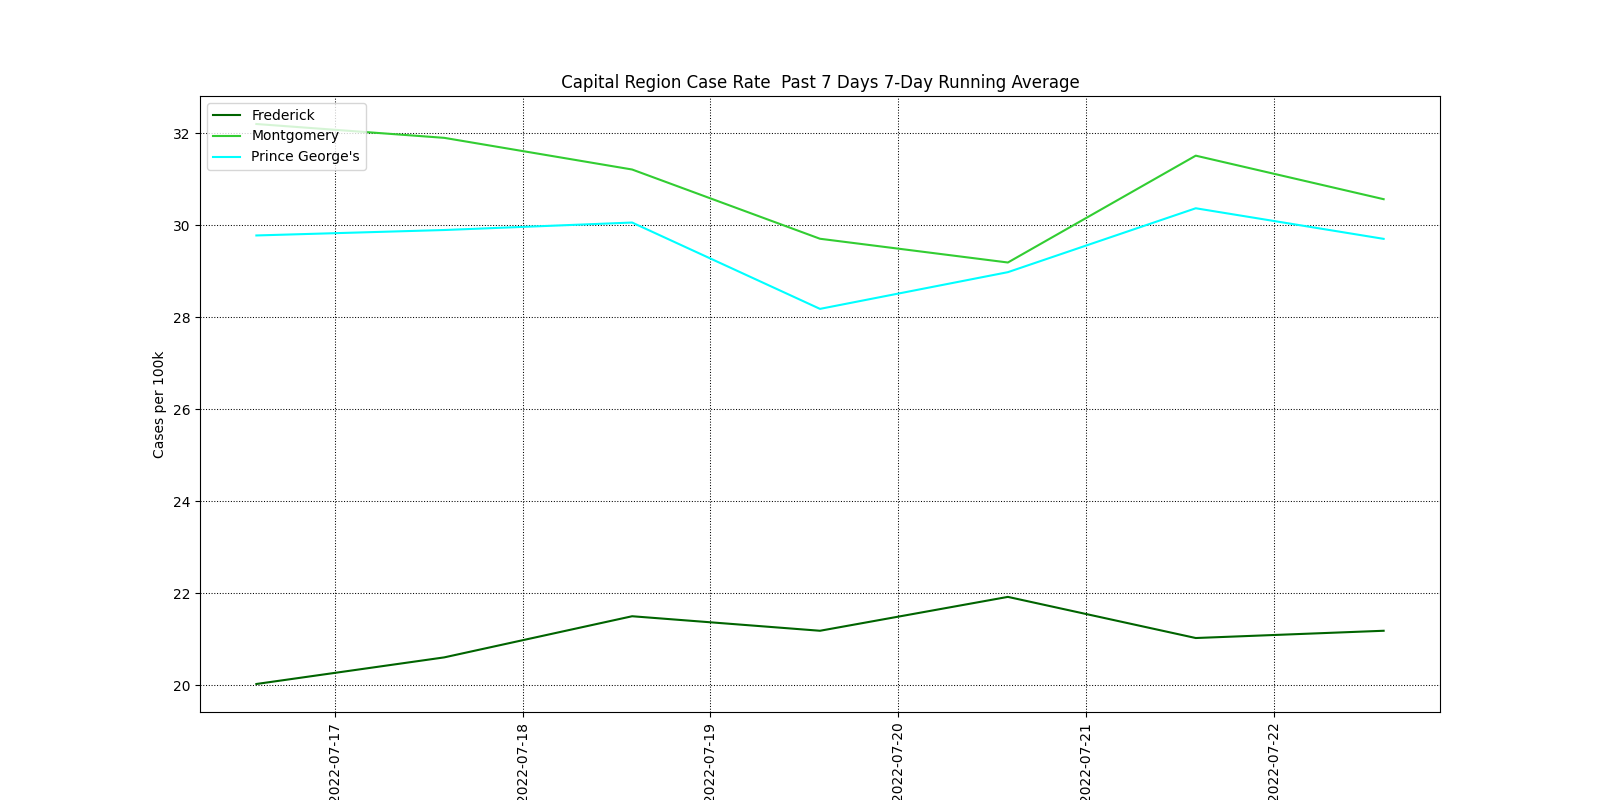 Capital Region Case Rate  Past 7 Days 7-Day Running Average
Frederick
Montgomery
Prince George's
Cases per 100k
32
30
28
26
24
22
20
2022-07-17
2022-07-18
2022-07-19
2022-07-20
2022-07-21
2022-07-22